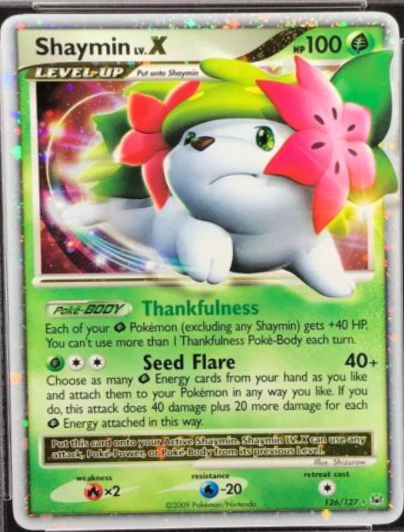 Shaymin LV.X HP 100
LEVEL-UP Put onto Shaymin
Poké-BODY Thankfulness
Each of your Pokémon (excluding any Shaymin) gets +40 HP.
You can't use more than 1 Thankfulness Poké-Body each turn.
Seed Flare 40+
Choose as many Energy cards from your hand as you like
and attach them to your Pokémon in any way you like. If you
do, this attack does 40 damage plus 20 more damage for each
Energy attached in this way.
Put this card onto your Active Shaymin. Shaymin LV.X can use any
attack, Poké-Power, or Poké-Body from its previous Level.
Illus. Shizurow
weakness resistance retreat cost
×2 -20
©2009 Pokémon/Nintendo 126/127